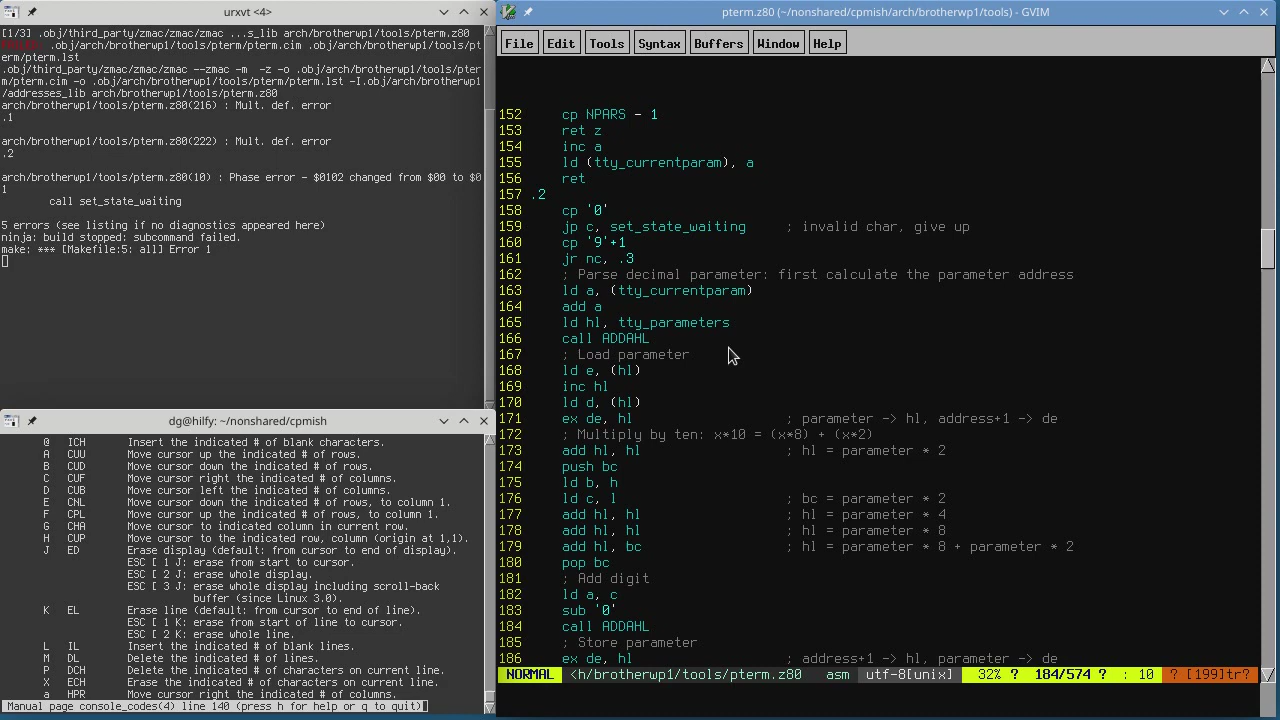 urxvt <4>
[1/3] .obj/third_party/zmac/zmac ...s_lib arch/brotherwp1/tools/pterm.z80
FAILED: .obj/arch/brotherwp1/tools/pterm/pterm.cim .obj/arch/brotherwp1/tools/pt
erm/pterm.lst
.obj/third_party/zmac/zmac/zmac --zmac -m  -z -o .obj/arch/brotherwp1/tools/pter
m/pterm.cim -o .obj/arch/brotherwp1/tools/pterm/pterm.lst -I.obj/arch/brotherwp1
/addresses_lib arch/brotherwp1/tools/pterm.z80
arch/brotherwp1/tools/pterm.z80(216) : Mult. def. error
.1
arch/brotherwp1/tools/pterm.z80(222) : Mult. def. error
.2
arch/brotherwp1/tools/pterm.z80(10) : Phase error - $0102 changed from $00 to $0
1
call set_state_waiting
5 errors (see listing if no diagnostics appeared here)
ninja: build stopped: subcommand failed.
make: *** [Makefile:5: all] Error 1
dg@hilfy: ~/nonshared/cpmish
@ ICH Insert the indicated # of blank characters.
A CUU Move cursor up the indicated # of rows.
B CUD Move cursor down the indicated # of rows.
C CUF Move cursor right the indicated # of columns.
D CUB Move cursor left the indicated # of columns.
E CNL Move cursor down the indicated # of rows, to column 1.
F CPL Move cursor up the indicated # of rows, to column 1.
G CHA Move cursor to indicated column in current row.
H CUP Move cursor to the indicated row, column (origin at 1,1).
J ED Erase display (default: from cursor to end of display).
ESC [ 1 J: erase from start to cursor.
ESC [ 2 J: erase whole display.
ESC [ 3 J: erase whole display including scroll-back
buffer (since Linux 3.0).
K EL Erase line (default: from cursor to end of line).
ESC [ 1 K: erase from start of line to cursor.
ESC [ 2 K: erase whole line.
L IL Insert the indicated # of blank lines.
M DL Delete the indicated # of lines.
P DCH Delete the indicated # of characters on current line.
X ECH Erase the indicated # of characters on current line.
a HPR Move cursor right the indicated # of columns.
Manual page console_codes(4) line 140 (press h for help or q to quit)
pterm.z80 (~/nonshared/cpmish/arch/brotherwp1/tools) - GVIM
File Edit Tools Syntax Buffers Window Help
152 cp NPARS - 1
153 ret z
154 inc a
155 ld (tty_currentparam), a
156 ret
157 .2
158 cp '0'
159 jp c, set_state_waiting ; invalid char, give up
160 cp '9'+1
161 jr nc, .3
162 ; Parse decimal parameter: first calculate the parameter address
163 ld a, (tty_currentparam)
164 add a
165 ld hl, tty_parameters
166 call ADDAHL
167 ; Load parameter
168 ld e, (hl)
169 inc hl
170 ld d, (hl)
171 ex de, hl ; parameter -> hl, address+1 -> de
172 ; Multiply by ten: x*10 = (x*8) + (x*2)
173 add hl, hl ; hl = parameter * 2
174 push bc
175 ld b, h
176 ld c, l ; bc = parameter * 2
177 add hl, hl ; hl = parameter * 4
178 add hl, hl ; hl = parameter * 8
179 add hl, bc ; hl = parameter * 8 + parameter * 2
180 pop bc
181 ; Add digit
182 ld a, c
183 sub '0'
184 call ADDAHL
185 ; Store parameter
186 ex de, hl ; address+1 -> hl, parameter -> de
NORMAL <h/brotherwp1/tools/pterm.z80 asm utf-8[unix] 32% ? 184/574 ? : 10 ? [199]tr?